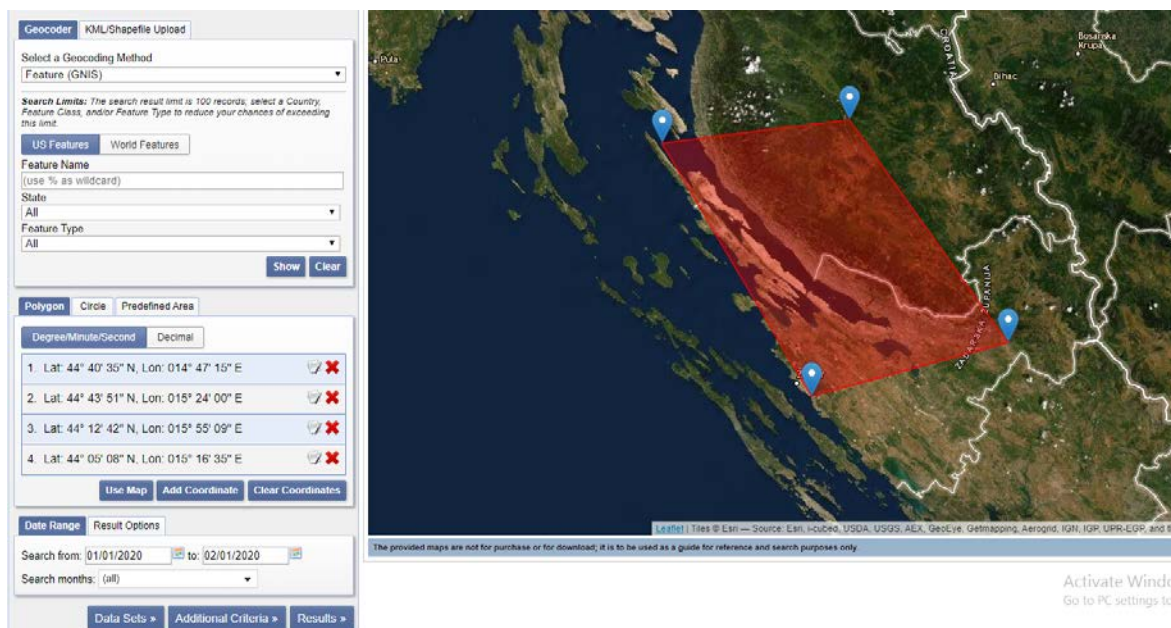 Geocoder
KML/Shapefile Upload
Select a Geocoding Method
Feature (GNIS)
Search Limits: The search result limit is 100 records; select a Country,
Feature Class, and/or Feature Type to reduce your chances of exceeding
this limit.
US Features
World Features
Feature Name
(use % as wildcard)
State
All
Feature Type
All
Show
Clear
Polygon
Circle
Predefined Area
Degree/Minute/Second
Decimal
1. Lat: 44° 40' 35" N, Lon: 014° 47' 15" E
2. Lat: 44° 43' 51" N, Lon: 015° 24' 00" E
3. Lat: 44° 12' 42" N, Lon: 015° 55' 09" E
4. Lat: 44° 05' 08" N, Lon: 015° 16' 35" E
Use Map
Add Coordinate
Clear Coordinates
Date Range
Result Options
Search from: 01/01/2020 to: 02/01/2020
Search months: (all)
Data Sets »
Additional Criteria »
Results »
Pula
CROATIA
Bosanska
Krupa
Bihac
ZADARSKA ZUPANIJA
Leaflet | Tiles © Esri — Source: Esri, i-cubed, USDA, USGS, AEX, GeoEye, Getmapping, Aerogrid, IGN, IGP, UPR-EGP, and t
The provided maps are not for purchase or for download; it is to be used as a guide for reference and search purposes only.
Activate Windo
Go to PC settings to